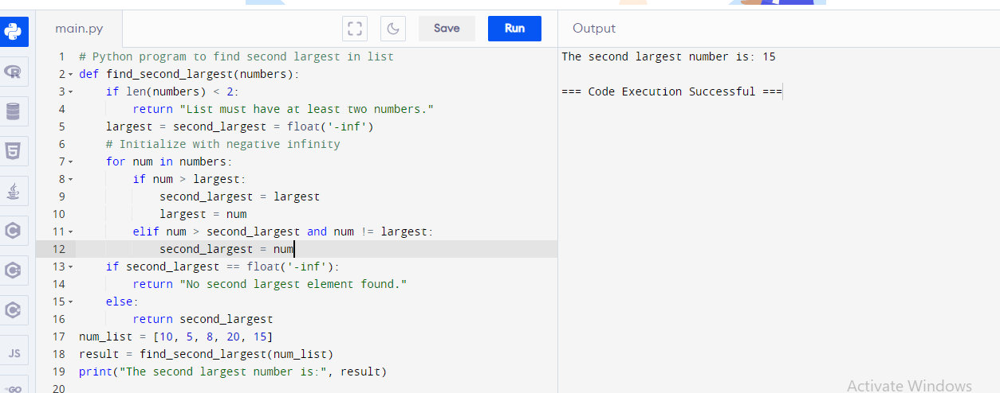 main.py
Save
Run
Output
1 # Python program to find second largest in list
2 def find_second_largest(numbers):
3     if len(numbers) < 2:
4         return "List must have at least two numbers."
5     largest = second_largest = float('-inf')
6     # Initialize with negative infinity
7     for num in numbers:
8         if num > largest:
9             second_largest = largest
10             largest = num
11         elif num > second_largest and num != largest:
12             second_largest = num
13     if second_largest == float('-inf'):
14         return "No second largest element found."
15     else:
16         return second_largest
17 num_list = [10, 5, 8, 20, 15]
18 result = find_second_largest(num_list)
19 print("The second largest number is:", result)
20
The second largest number is: 15
=== Code Execution Successful ===
R
5
C
C
C
JS
GO
Activate Windows